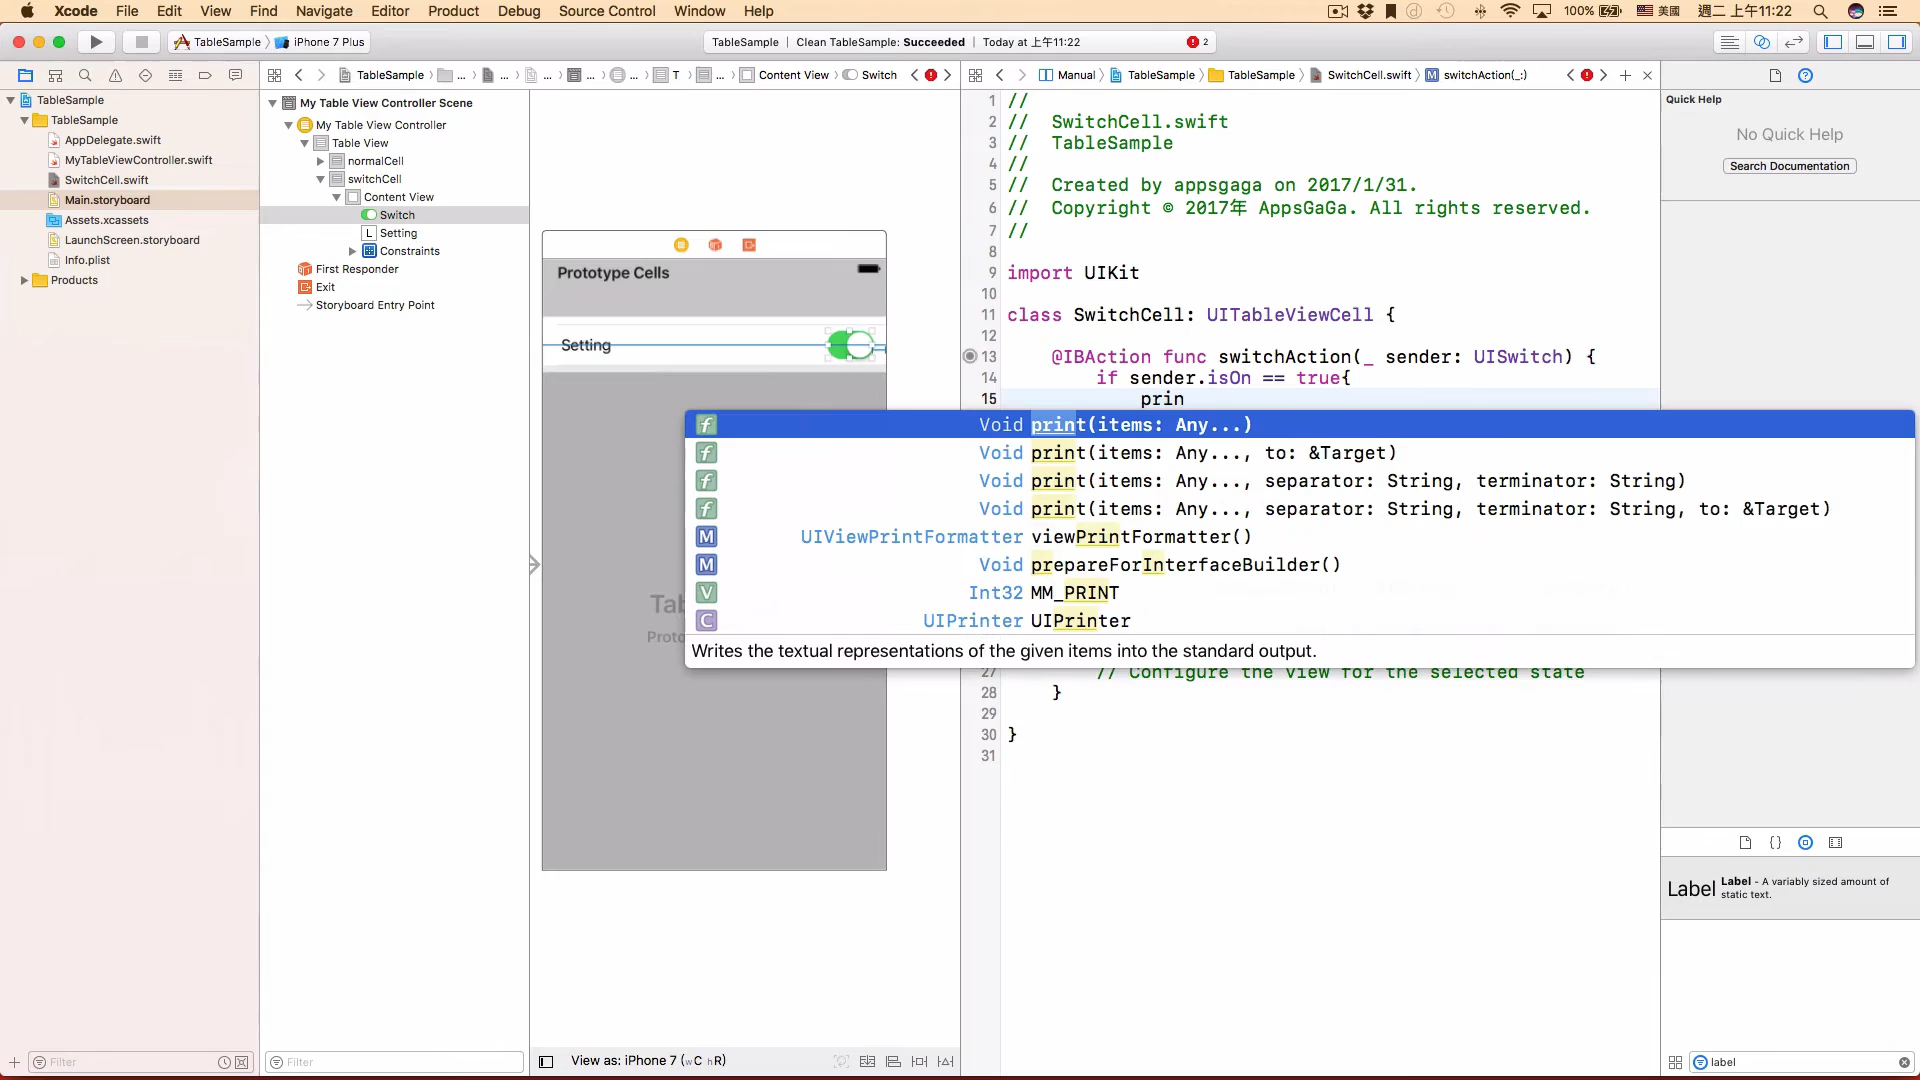 Xcode File Edit View Find Navigate Editor Product Debug Source Control Window Help 100% 美國 週二 上午11:22
TableSample iPhone 7 Plus
TableSample | Clean TableSample: Succeeded | Today at 上午11:22 2
TableSample ... ... ... ... ... T ... Content View Switch
Manual TableSample TableSample SwitchCell.swift M switchAction(_:)
TableSample
TableSample
AppDelegate.swift
MyTableViewController.swift
SwitchCell.swift
Main.storyboard
Assets.xcassets
LaunchScreen.storyboard
Info.plist
Products
Filter
My Table View Controller Scene
My Table View Controller
Table View
normalCell
switchCell
Content View
Switch
L Setting
Constraints
First Responder
Exit
Storyboard Entry Point
Filter
Prototype Cells
Setting
Ta
Proto
View as: iPhone 7 (wC hR)
1 //
2 // SwitchCell.swift
3 // TableSample
4 //
5 // Created by appsgaga on 2017/1/31.
6 // Copyright © 2017年 AppsGaGa. All rights reserved.
7 //
8
9 import UIKit
10
11 class SwitchCell: UITableViewCell {
12
13 @IBAction func switchAction(_ sender: UISwitch) {
14 if sender.isOn == true{
15 prin
f Void print(items: Any...)
f Void print(items: Any..., to: &Target)
f Void print(items: Any..., separator: String, terminator: String)
f Void print(items: Any..., separator: String, terminator: String, to: &Target)
M UIViewPrintFormatter viewPrintFormatter()
M Void prepareForInterfaceBuilder()
V Int32 MM_PRINT
C UIPrinter UIPrinter
Writes the textual representations of the given items into the standard output.
27 // Configure the view for the selected state
28 }
29
30 }
31
Quick Help
No Quick Help
Search Documentation
Label Label - A variably sized amount of
static text.
label